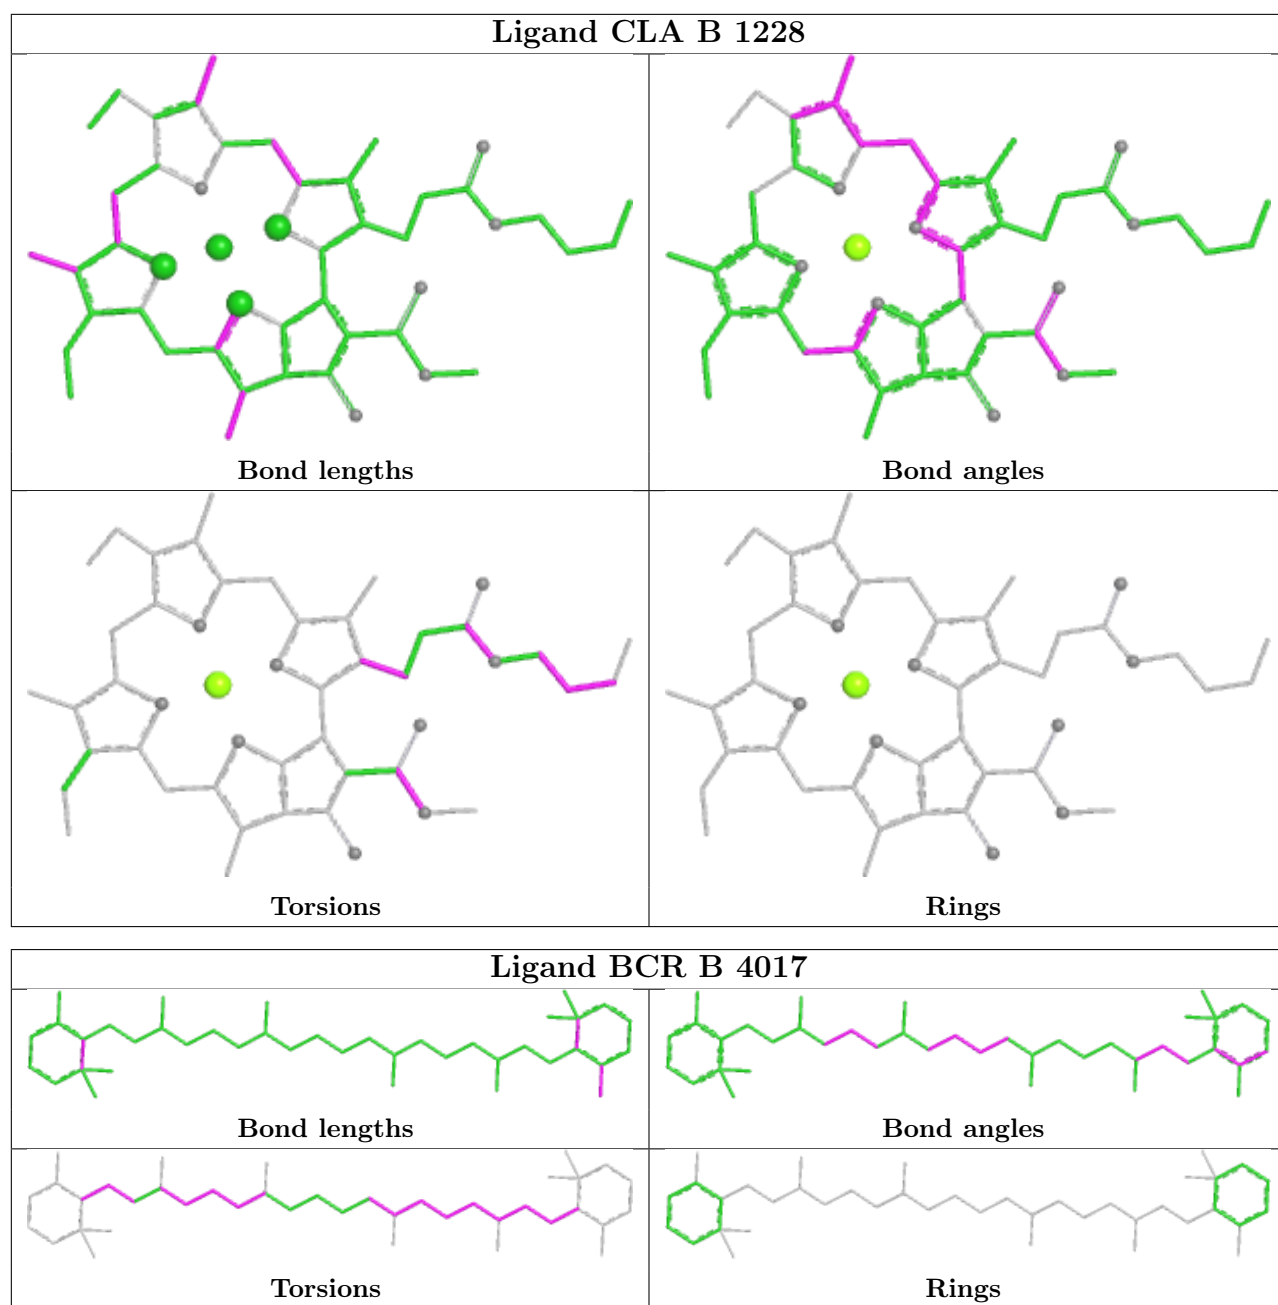 Ligand CLA B 1228
Bond lengths
Bond angles
Torsions
Rings
Ligand BCR B 4017
Bond lengths
Bond angles
Torsions
Rings